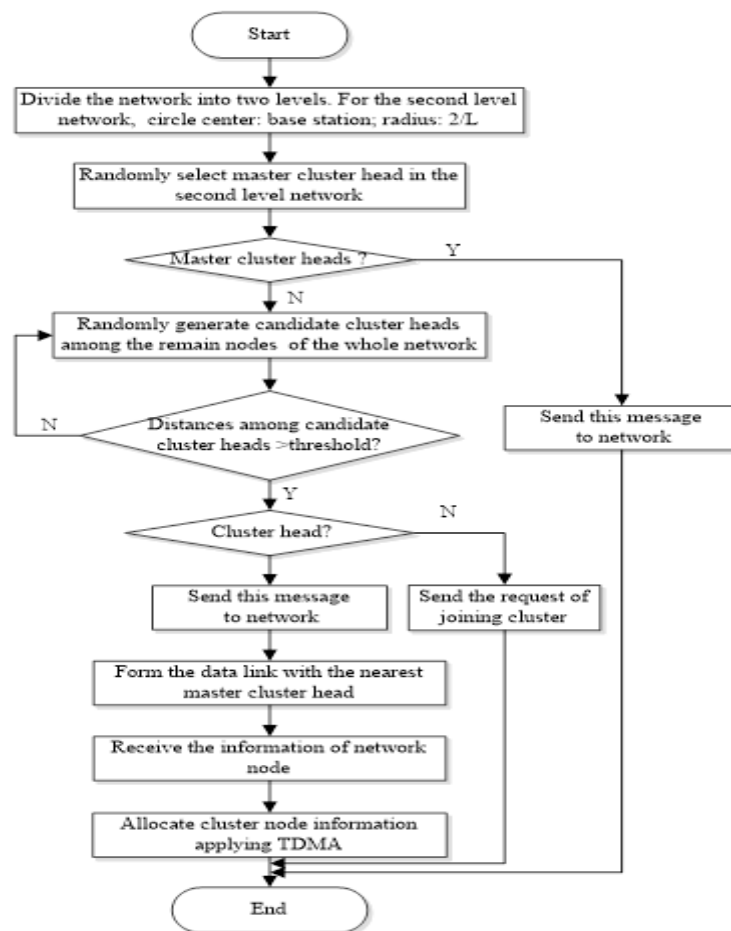 Start
Divide the network into two levels. For the second level
network, circle center: base station; radius: 2/L
Randomly select master cluster head in the
second level network
Master cluster heads ?
Y
N
Randomly generate candidate cluster heads
among the remain nodes of the whole network
N
Distances among candidate
cluster heads >threshold?
Send this message
to network
Y
Cluster head?
N
Send this message
to network
Send the request of
joining cluster
Form the data link with the nearest
master cluster head
Receive the information of network
node
Allocate cluster node information
applying TDMA
End